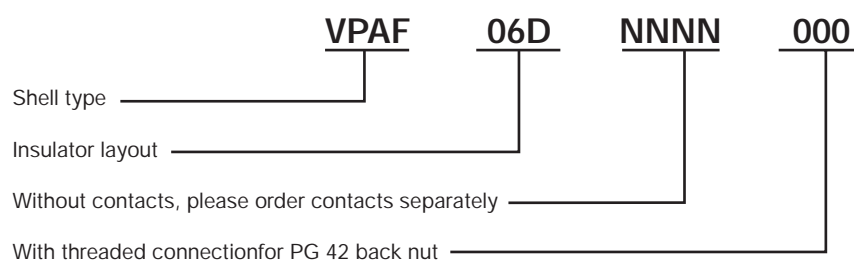 VPAF 06D NNNN 000
Shell type
Insulator layout
Without contacts, please order contacts separately
With threaded connectionfor PG 42 back nut